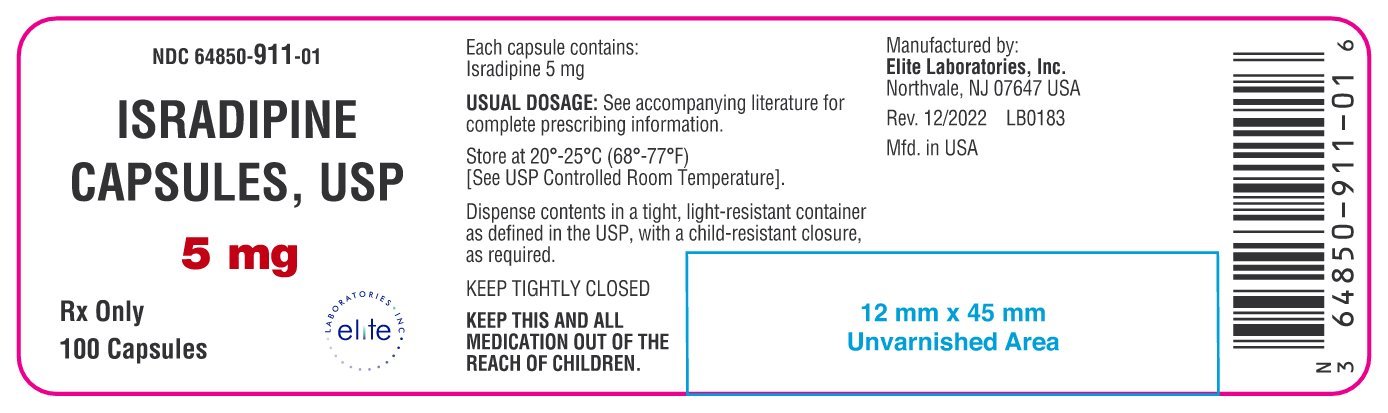 NDC 64850-911-01
ISRADIPINE
CAPSULES, USP
5 mg
Rx Only
100 Capsules
LABORATORIES, INC.
elite
Each capsule contains:
Isradipine 5 mg
USUAL DOSAGE: See accompanying literature for
complete prescribing information.
Store at 20°-25°C (68°-77°F)
[See USP Controlled Room Temperature].
Dispense contents in a tight, light-resistant container
as defined in the USP, with a child-resistant closure,
as required.
KEEP TIGHTLY CLOSED
KEEP THIS AND ALL
MEDICATION OUT OF THE
REACH OF CHILDREN.
Manufactured by:
Elite Laboratories, Inc.
Northvale, NJ 07647 USA
Rev. 12/2022 LB0183
Mfd. in USA
12 mm x 45 mm
Unvarnished Area
N
3 64850-911-01 6